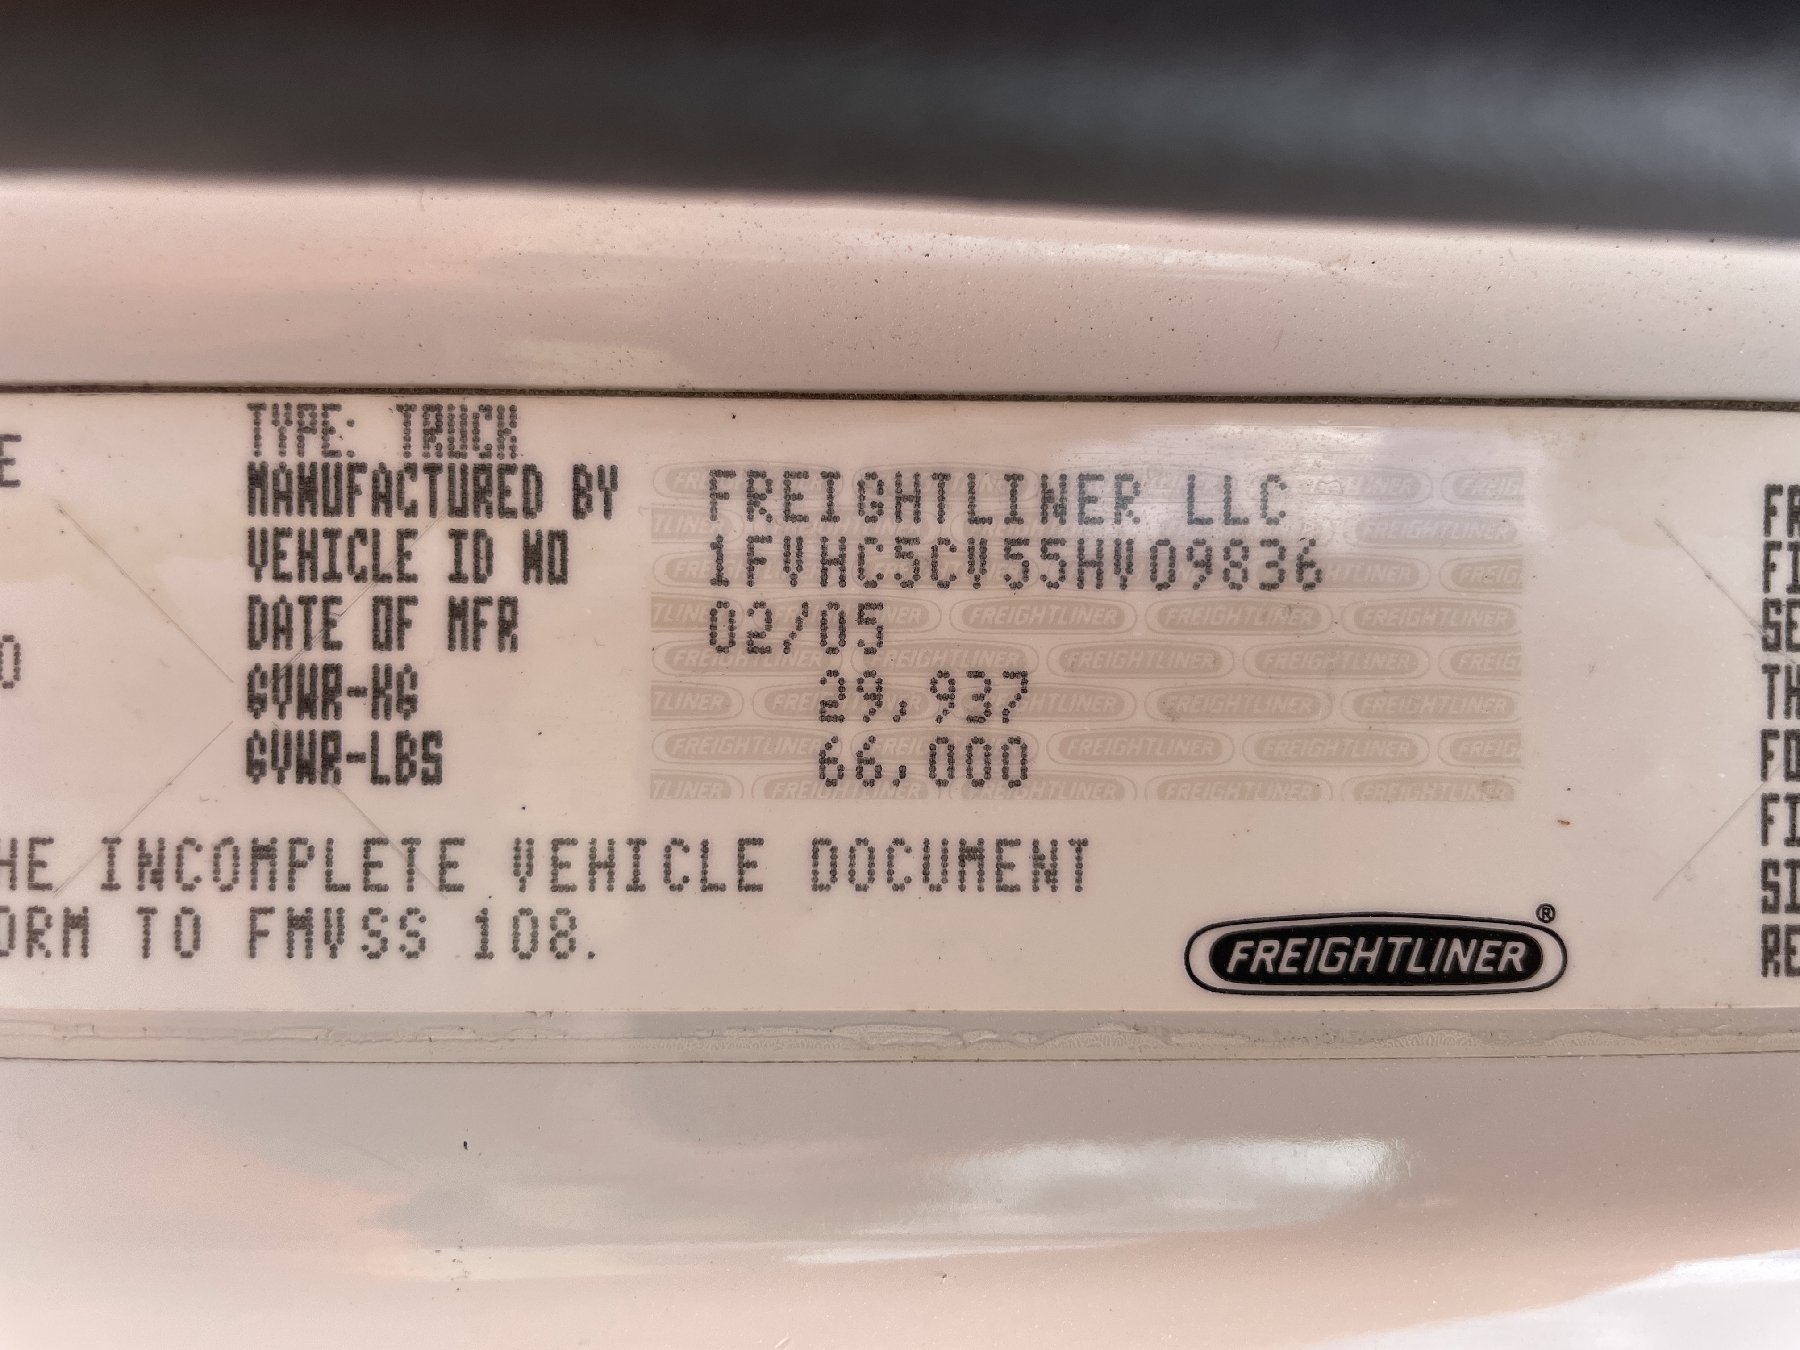 TYPE: TRUCK
MANUFACTURED BY FREIGHTLINER LLC
VEHICLE ID NO 1FVHC5CV55HV09836
DATE OF MFR 02/05
GVWR-KG 29,937
GVWR-LBS 66,000
HE INCOMPLETE VEHICLE DOCUMENT
ORM TO FMVSS 108.
FREIGHTLINER®